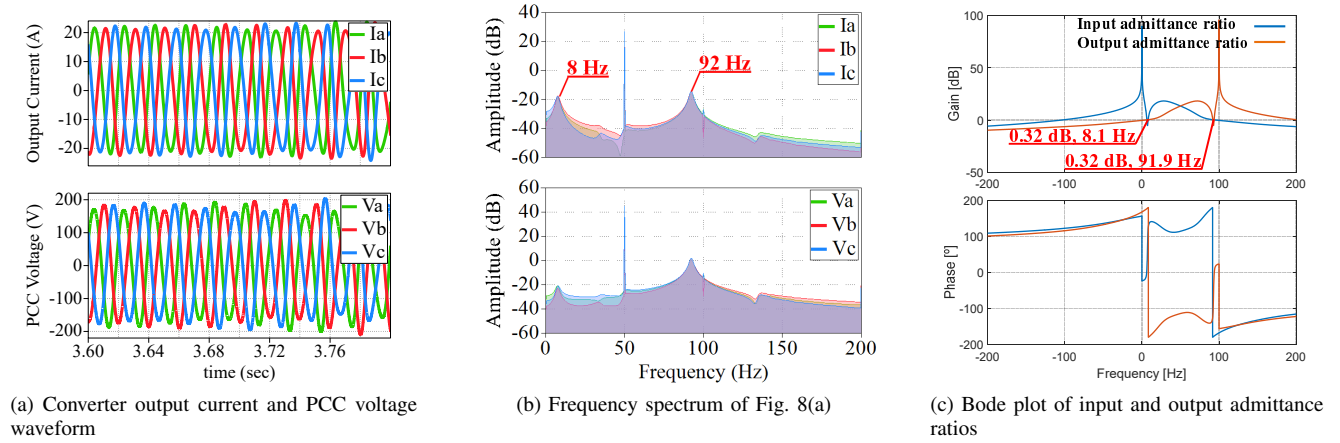 Output Current (A)
20
10
0
-10
-20
Ia
Ib
Ic
PCC Voltage (V)
200
100
0
-100
-200
Va
Vb
Vc
3.60 3.64 3.68 3.72 3.76
time (sec)
(a) Converter output current and PCC voltage
waveform
Amplitude (dB)
40
20
0
-20
-40
-60
8 Hz
92 Hz
Ia
Ib
Ic
Amplitude (dB)
60
40
20
0
-20
-40
-60
Va
Vb
Vc
0 50 100 150 200
Frequency (Hz)
(b) Frequency spectrum of Fig. 8(a)
Gain [dB]
100
50
0
-50
Input admittance ratio
Output admittance ratio
0.32 dB, 8.1 Hz
0.32 dB, 91.9 Hz
-200 -100 0 100 200
Phase [º]
200
100
0
-100
-200
-200 -100 0 100 200
Frequency [Hz]
(c) Bode plot of input and output admittance
ratios